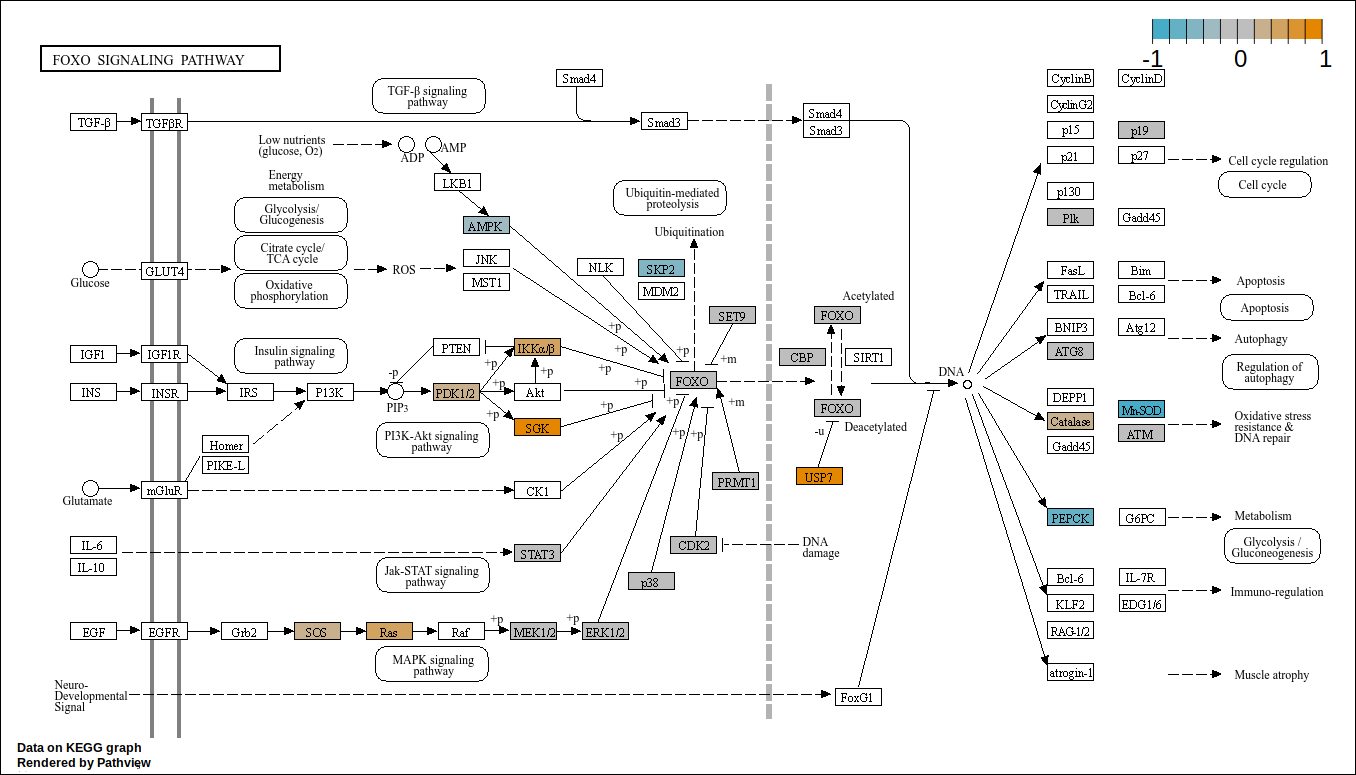 -1 0 1
FOXO SIGNALING PATHWAY
TGF-β signaling
pathway
Smad4
CyclinB CyclinD
CyclinG2
TGF-β TGFβR Smad3 Smad4
Smad3
p15 p19
p21 p27
Cell cycle regulation
Cell cycle
p130
Plk Gadd45
Low nutrients
(glucose, O2)
ADP AMP
LKB1
AMPK
Energy
metabolism
Glycolysis/
Glucogenesis
Citrate cycle/
TCA cycle
Oxidative
phosphorylation
Glucose GLUT4
ROS
JNK
MST1
Ubiquitin-mediated
proteolysis
Ubiquitination
NLK SKP2
MDM2
SET9
Acetylated
FOXO
CBP SIRT1
FOXO
Deacetylated
-u
USP7
FasL Bim
TRAIL Bcl-6
Apoptosis
Apoptosis
BNIP3 Atg12
ATG8
Autophagy
Regulation of
autophagy
DNA
DEPP1
Catalase Mn-SOD
Gadd45 ATM
Oxidative stress
resistance &
DNA repair
IGF1 IGF1R
Insulin signaling
pathway
PTEN IKKα/β
+p
+p
+p
+p
+m
FOXO
INS INSR IRS P13K
-p
PIP3
PDK1/2 Akt
+p
+p
+p
+p
+p
SGK
+p
+p
+p
+p
+p
+m
PI3K-Akt signaling
pathway
Homer
PIKE-L
Glutamate mGluR
CK1
PRMT1
PEPCK G6PC
Metabolism
Glycolysis /
Gluconeogenesis
IL-6
IL-10
STAT3
Jak-STAT signaling
pathway
CDK2
DNA
damage
p38
Bcl-6 IL-7R
KLF2 EDG1/6
RAG-1/2
Immuno-regulation
EGF EGFR Grb2 SOS Ras Raf
+p
MEK1/2
+p
ERK1/2
MAPK signaling
pathway
atrogin-1
Muscle atrophy
Neuro-
Developmental
Signal
FoxG1
Data on KEGG graph
Rendered by Pathview